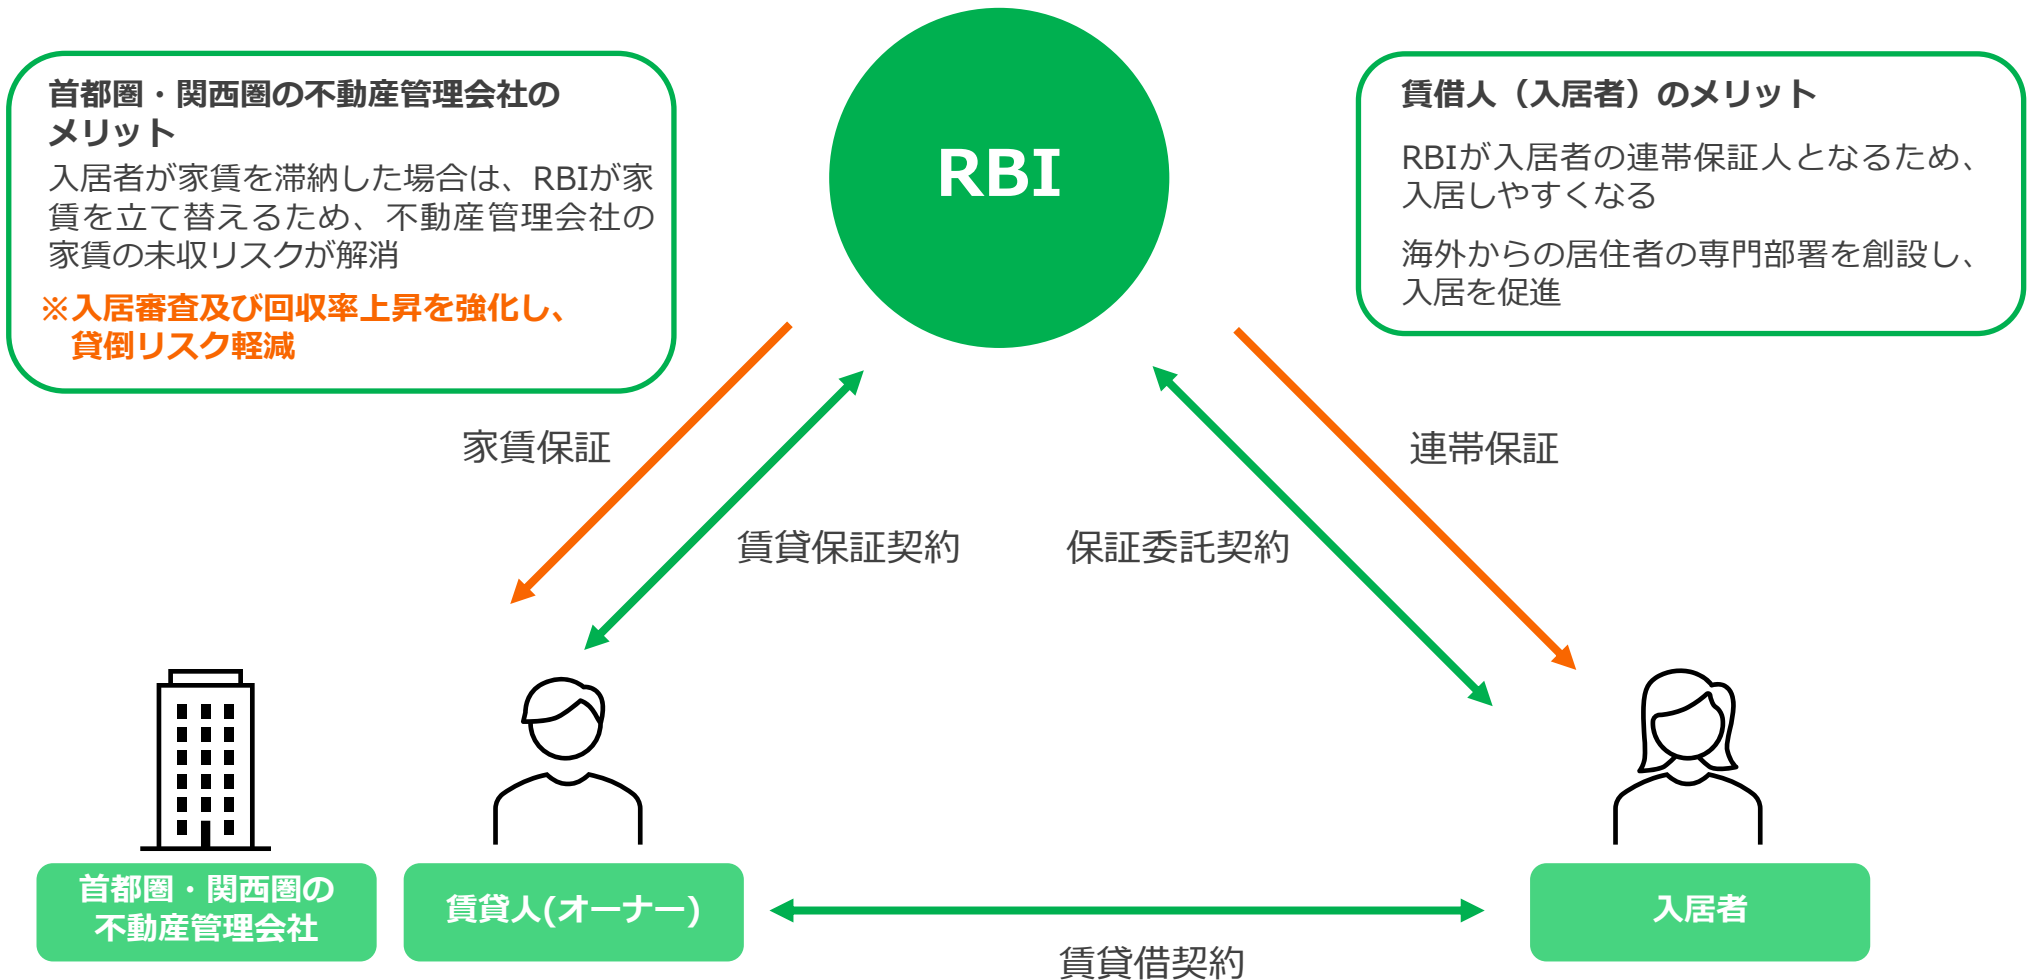 首都圏・関西圏の不動産管理会社の
メリット
入居者が家賃を滞納した場合は、RBIが家
賃を立て替えるため、不動産管理会社の
家賃の未収リスクが解消
※入居審査及び回収率上昇を強化し、
貸倒リスク軽減
RBI
賃借人（入居者）のメリット
RBIが入居者の連帯保証人となるため、
入居しやすくなる
海外からの居住者の専門部署を創設し、
入居を促進
家賃保証
連帯保証
賃貸保証契約
保証委託契約
首都圏・関西圏の
不動産管理会社
賃貸人(オーナー)
入居者
賃貸借契約